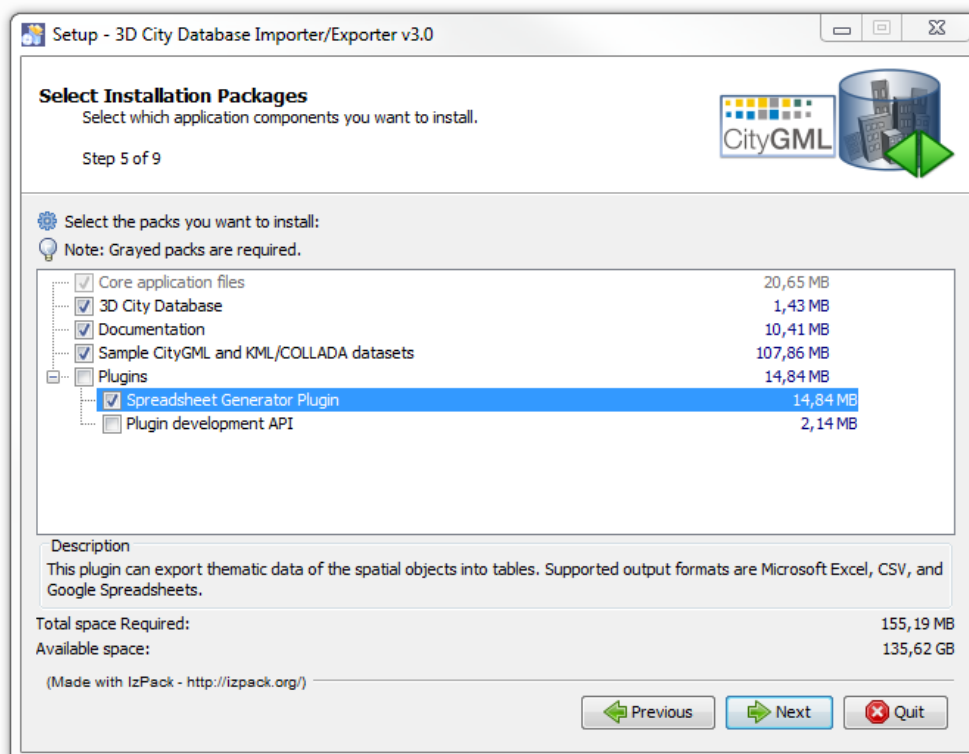 Setup - 3D City Database Importer/Exporter v3.0
Select Installation Packages
Select which application components you want to install.
Step 5 of 9
CityGML
Select the packs you want to install:
Note: Grayed packs are required.
Core application files 20,65 MB
3D City Database 1,43 MB
Documentation 10,41 MB
Sample CityGML and KML/COLLADA datasets 107,86 MB
Plugins 14,84 MB
Spreadsheet Generator Plugin 14,84 MB
Plugin development API 2,14 MB
Description
This plugin can export thematic data of the spatial objects into tables. Supported output formats are Microsoft Excel, CSV, and
Google Spreadsheets.
Total space Required: 155,19 MB
Available space: 135,62 GB
(Made with IzPack - http://izpack.org/)
Previous Next Quit